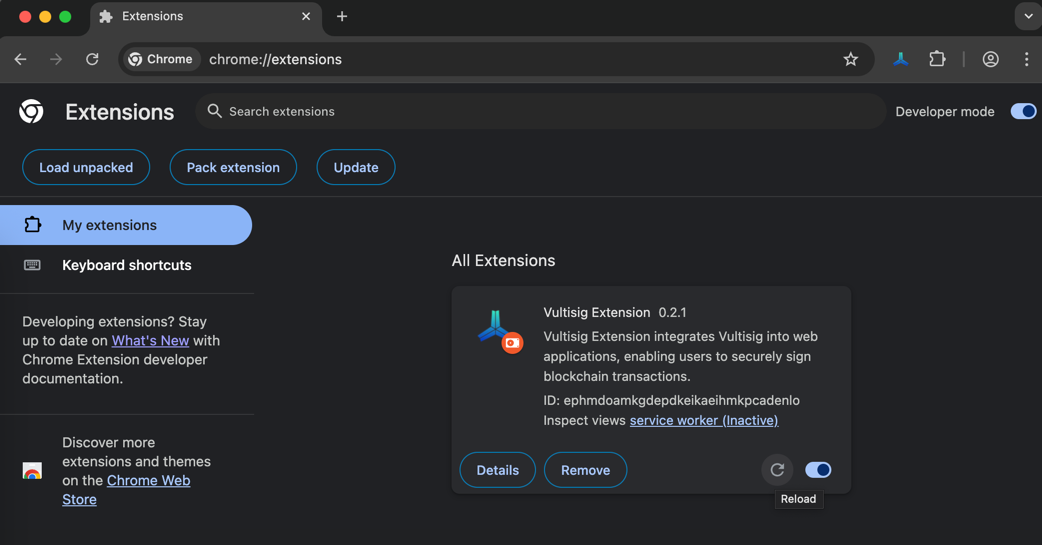 Extensions
Chrome
chrome://extensions
Extensions
Search extensions
Developer mode
Load unpacked
Pack extension
Update
My extensions
Keyboard shortcuts
Developing extensions? Stay
up to date on What's New with
Chrome Extension developer
documentation.
Discover more
extensions and themes
on the Chrome Web
Store
All Extensions
Vultisig Extension 0.2.1
Vultisig Extension integrates Vultisig into web
applications, enabling users to securely sign
blockchain transactions.
ID: ephmdoamkgdepdkeikaeihmkpcadenlo
Inspect views service worker (Inactive)
Details
Remove
Reload